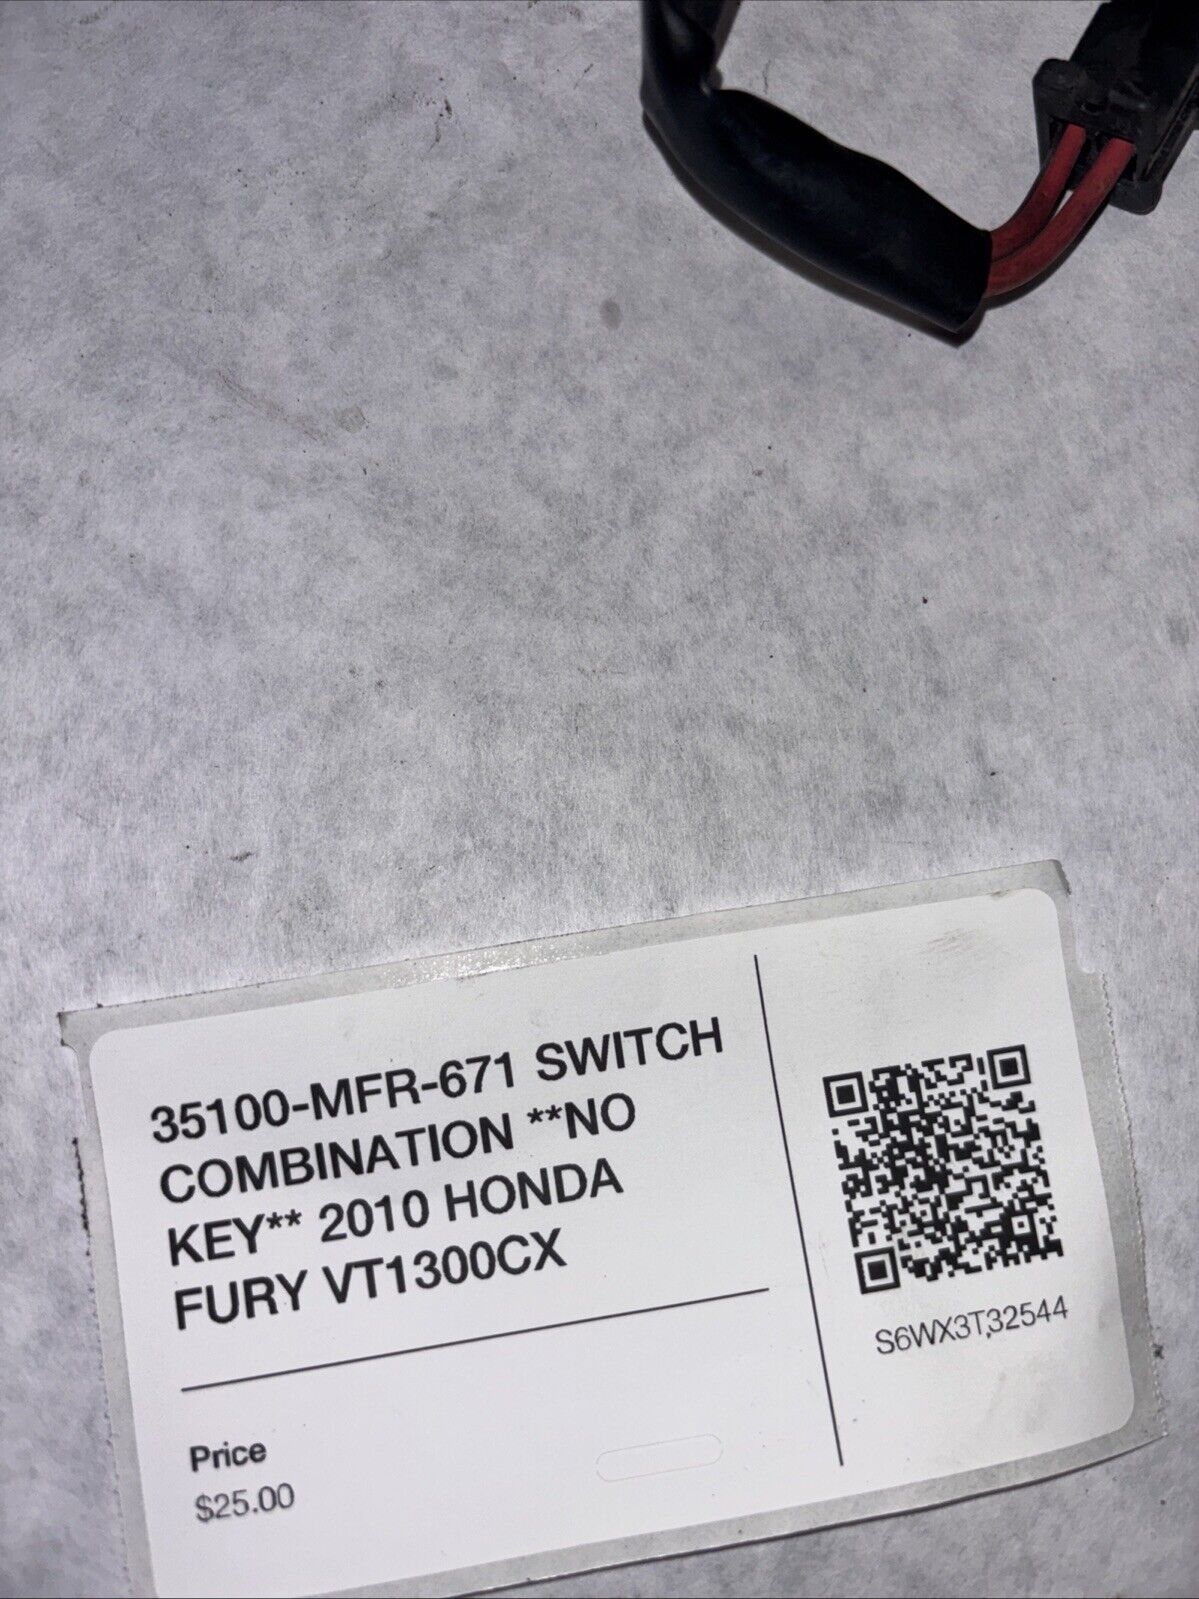 35100-MFR-671 SWITCH
COMBINATION **NO
KEY** 2010 HONDA
FURY VT1300CX
Price
$25.00
S6WX3T,32544